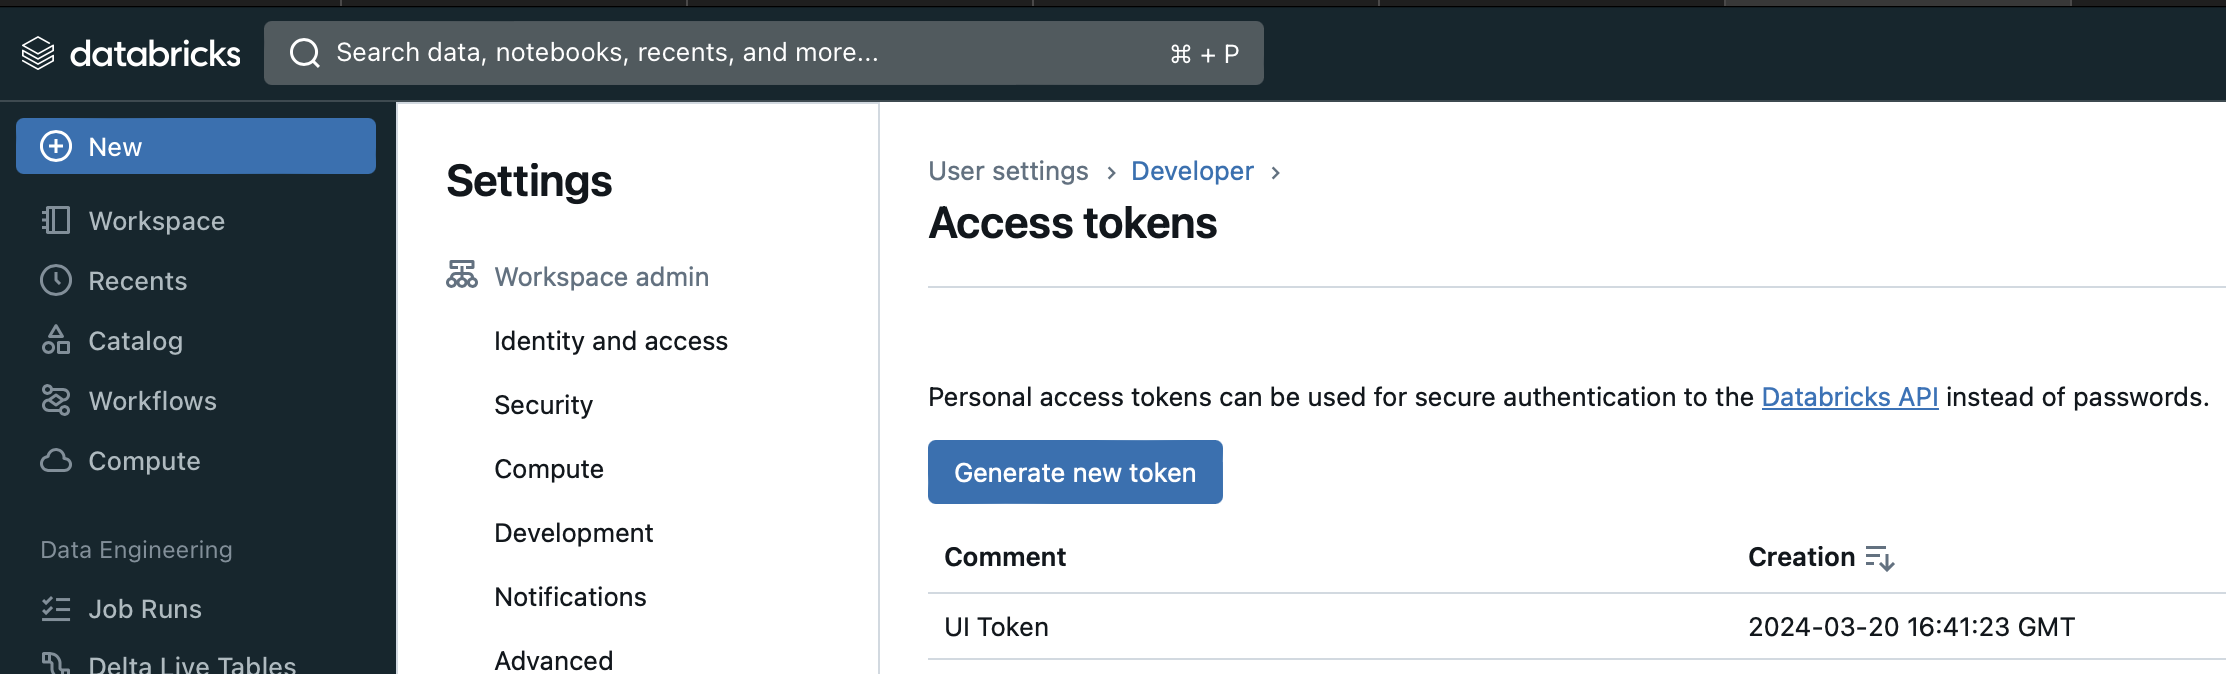 databricks
Search data, notebooks, recents, and more...
⌘ + P
New
Workspace
Recents
Catalog
Workflows
Compute
Data Engineering
Job Runs
Delta Live Tables
Settings
Workspace admin
Identity and access
Security
Compute
Development
Notifications
Advanced
User settings > Developer >
Access tokens
Personal access tokens can be used for secure authentication to the Databricks API instead of passwords.
Generate new token
Comment Creation
UI Token 2024-03-20 16:41:23 GMT